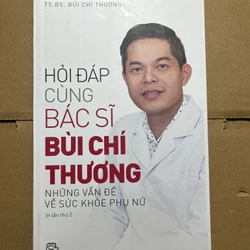 TS.BS. BÙI CHÍ THƯƠNG
HỎI ĐÁP
CÙNG
BÁC SĨ
BÙI CHÍ
THƯƠNG
NHỮNG VẤN ĐỀ
VỀ SỨC KHỎE PHỤ NỮ
In lần thứ 2